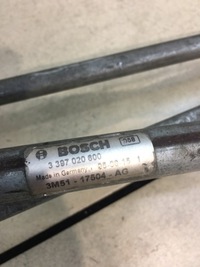 BOSCH
3 397 020 800
Made in Germany
3M51 - 17504 - AG